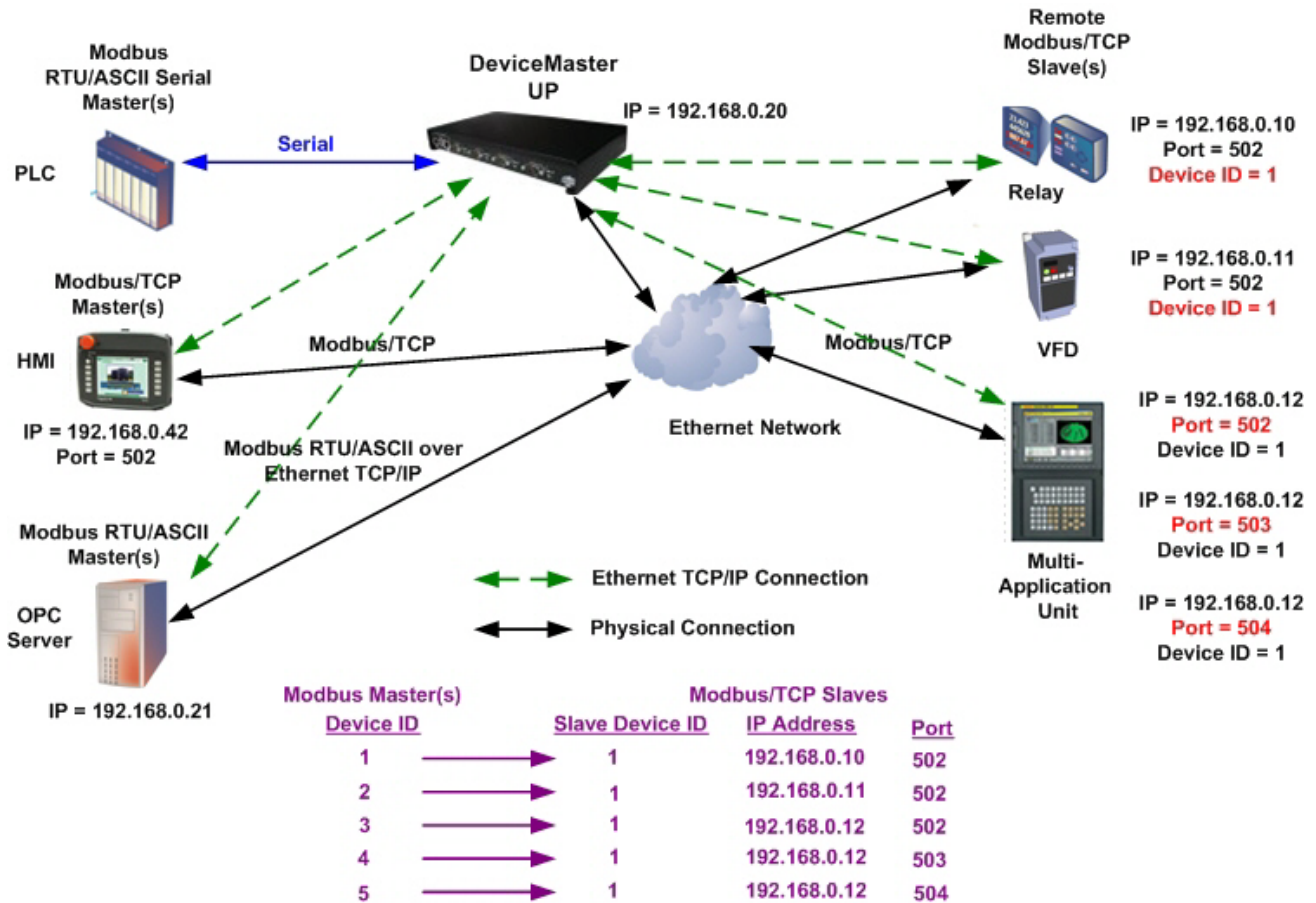 Modbus
RTU/ASCII Serial
Master(s)
PLC
Serial
DeviceMaster
UP
IP = 192.168.0.20
Remote
Modbus/TCP
Slave(s)
IP = 192.168.0.10
Port = 502
Device ID = 1
Relay
IP = 192.168.0.11
Port = 502
Device ID = 1
VFD
Modbus/TCP
Master(s)
HMI
IP = 192.168.0.42
Port = 502
Modbus/TCP
Modbus/TCP
Ethernet Network
IP = 192.168.0.12
Port = 502
Device ID = 1
IP = 192.168.0.12
Port = 503
Device ID = 1
IP = 192.168.0.12
Port = 504
Device ID = 1
Multi-
Application
Unit
Modbus RTU/ASCII over
Ethernet TCP/IP
Modbus RTU/ASCII
Master(s)
OPC
Server
IP = 192.168.0.21
Ethernet TCP/IP Connection
Physical Connection
Modbus Master(s) Modbus/TCP Slaves
Device ID Slave Device ID IP Address Port
1 1 192.168.0.10 502
2 1 192.168.0.11 502
3 1 192.168.0.12 502
4 1 192.168.0.12 503
5 1 192.168.0.12 504